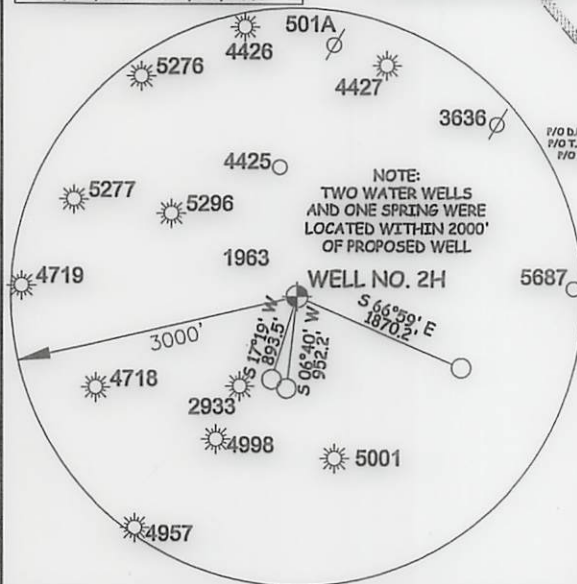 501A
4426
5276
4427
3636
P/O D.
P/O T.
P/O
4425
NOTE:
TWO WATER WELLS
AND ONE SPRING WERE
LOCATED WITHIN 2000'
OF PROPOSED WELL
5277
5296
1963
WELL NO. 2H
4719
5687
S 66°59' E
1870.2'
3000'
S 17°19' W
893.5'
S 06°40' W
952.2'
4718
2933
4998
5001
4957